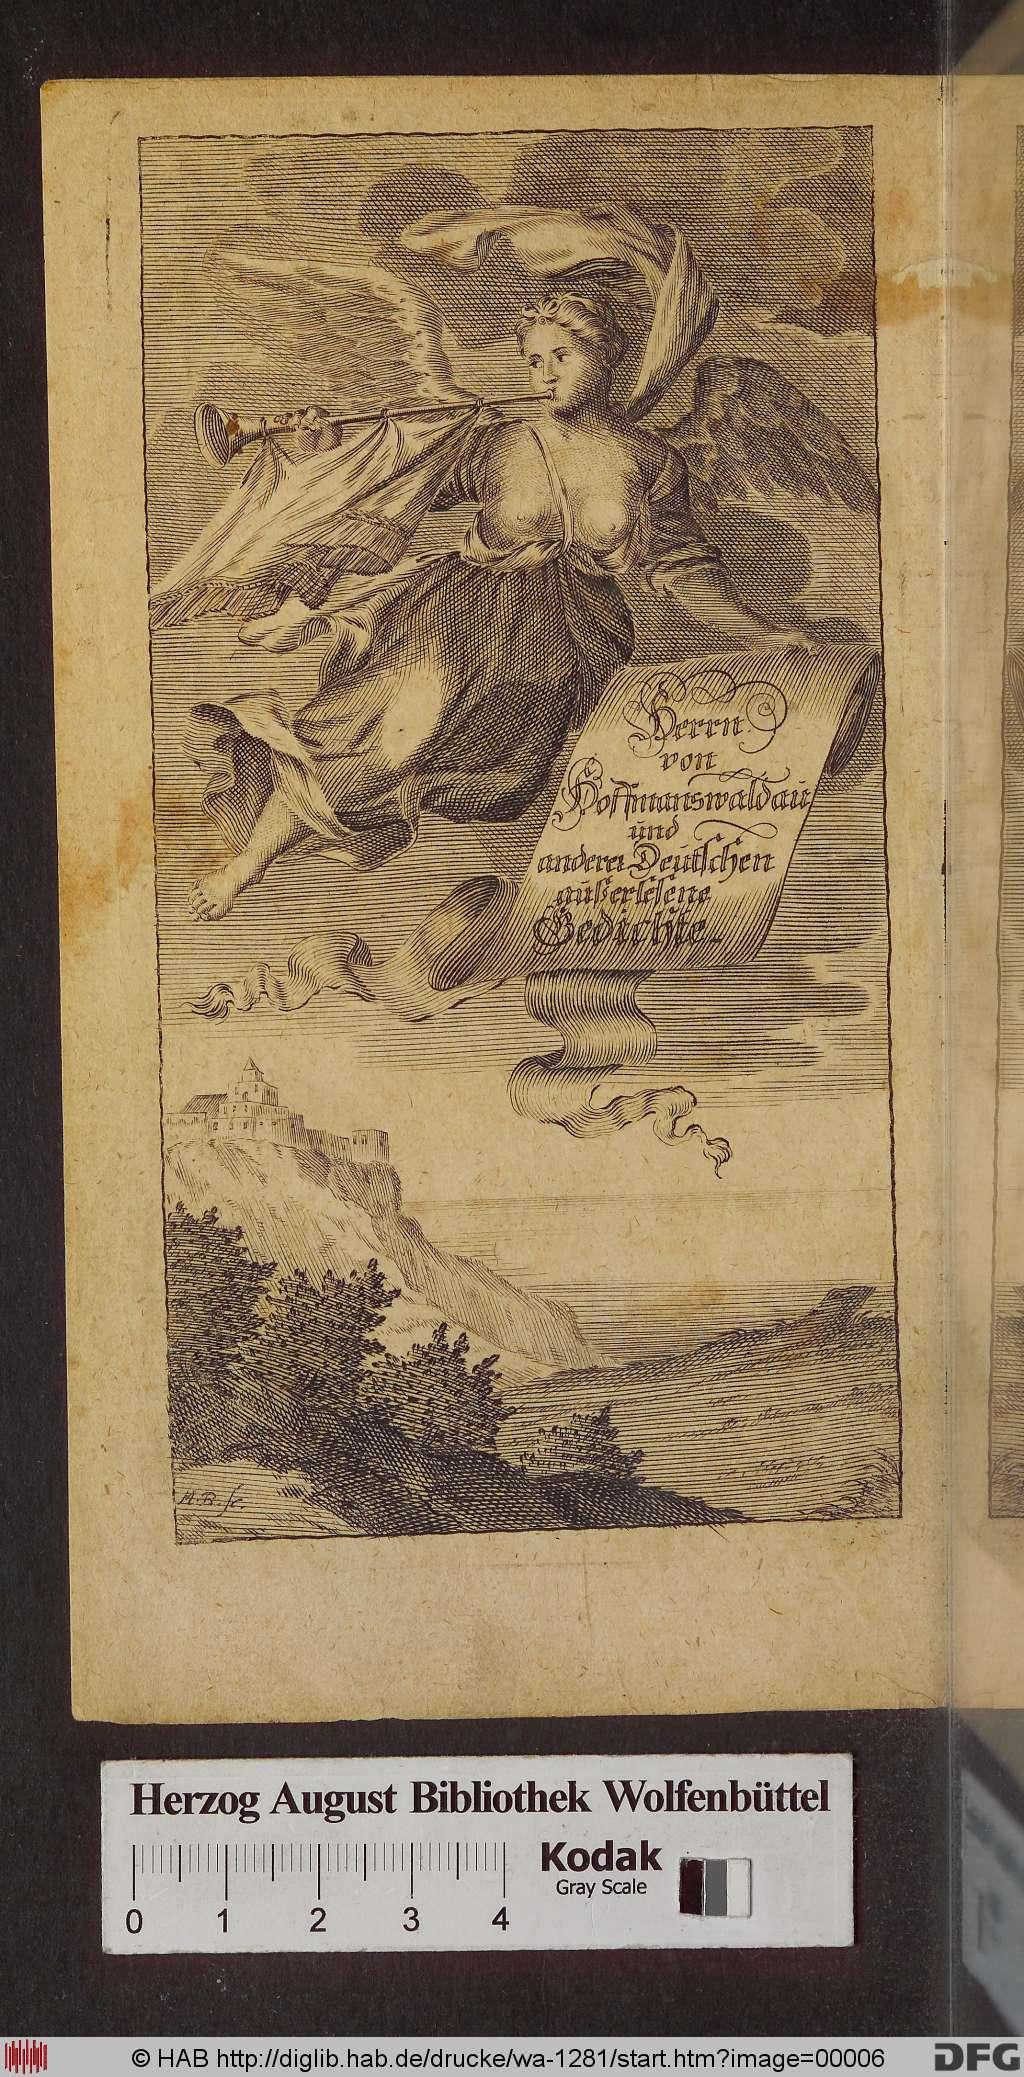 Herrn
von
Hoffmanswaldau
und
anderer Deutschen
außerlesene
Gedichte
A. B. fc.
Herzog August Bibliothek Wolfenbüttel
Kodak
Gray Scale
0 1 2 3 4
© HAB http://diglib.hab.de/drucke/wa-1281/start.htm?image=00006
DFG